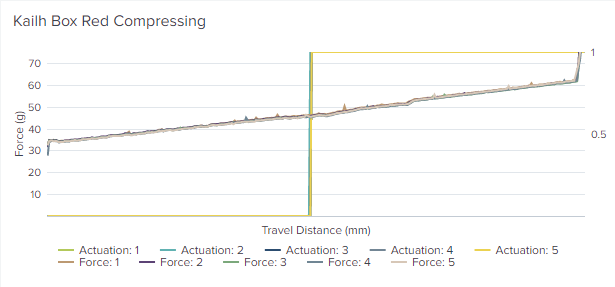 Kailh Box Red Compressing
70
60
50
40
30
20
10
Force (g)
1
0.5
Travel Distance (mm)
Actuation: 1 Actuation: 2 Actuation: 3 Actuation: 4 Actuation: 5
Force: 1 Force: 2 Force: 3 Force: 4 Force: 5